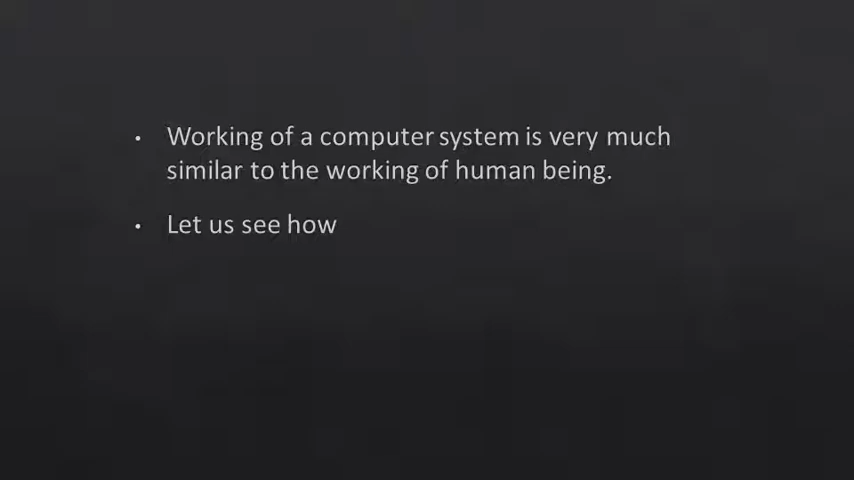 • Working of a computer system is very much
similar to the working of human being.
• Let us see how